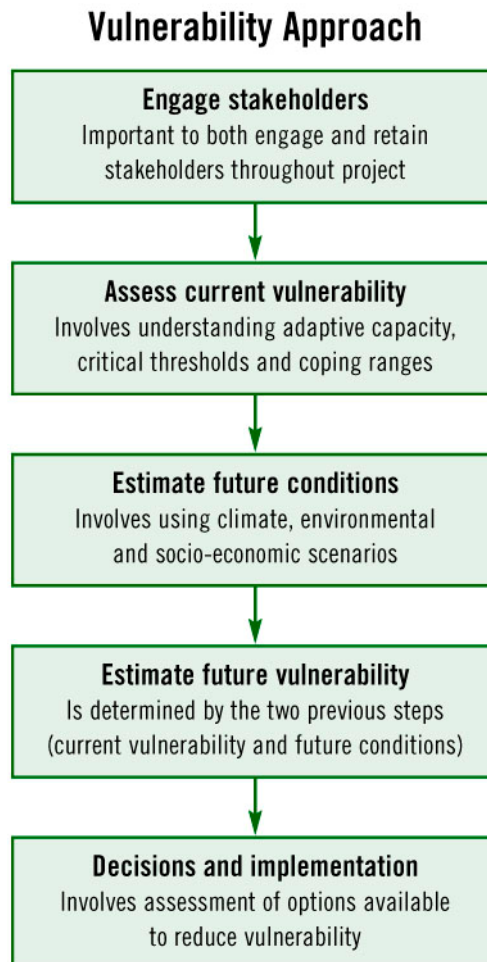 Vulnerability Approach
Engage stakeholders
Important to both engage and retain
stakeholders throughout project
Assess current vulnerability
Involves understanding adaptive capacity,
critical thresholds and coping ranges
Estimate future conditions
Involves using climate, environmental
and socio-economic scenarios
Estimate future vulnerability
Is determined by the two previous steps
(current vulnerability and future conditions)
Decisions and implementation
Involves assessment of options available
to reduce vulnerability